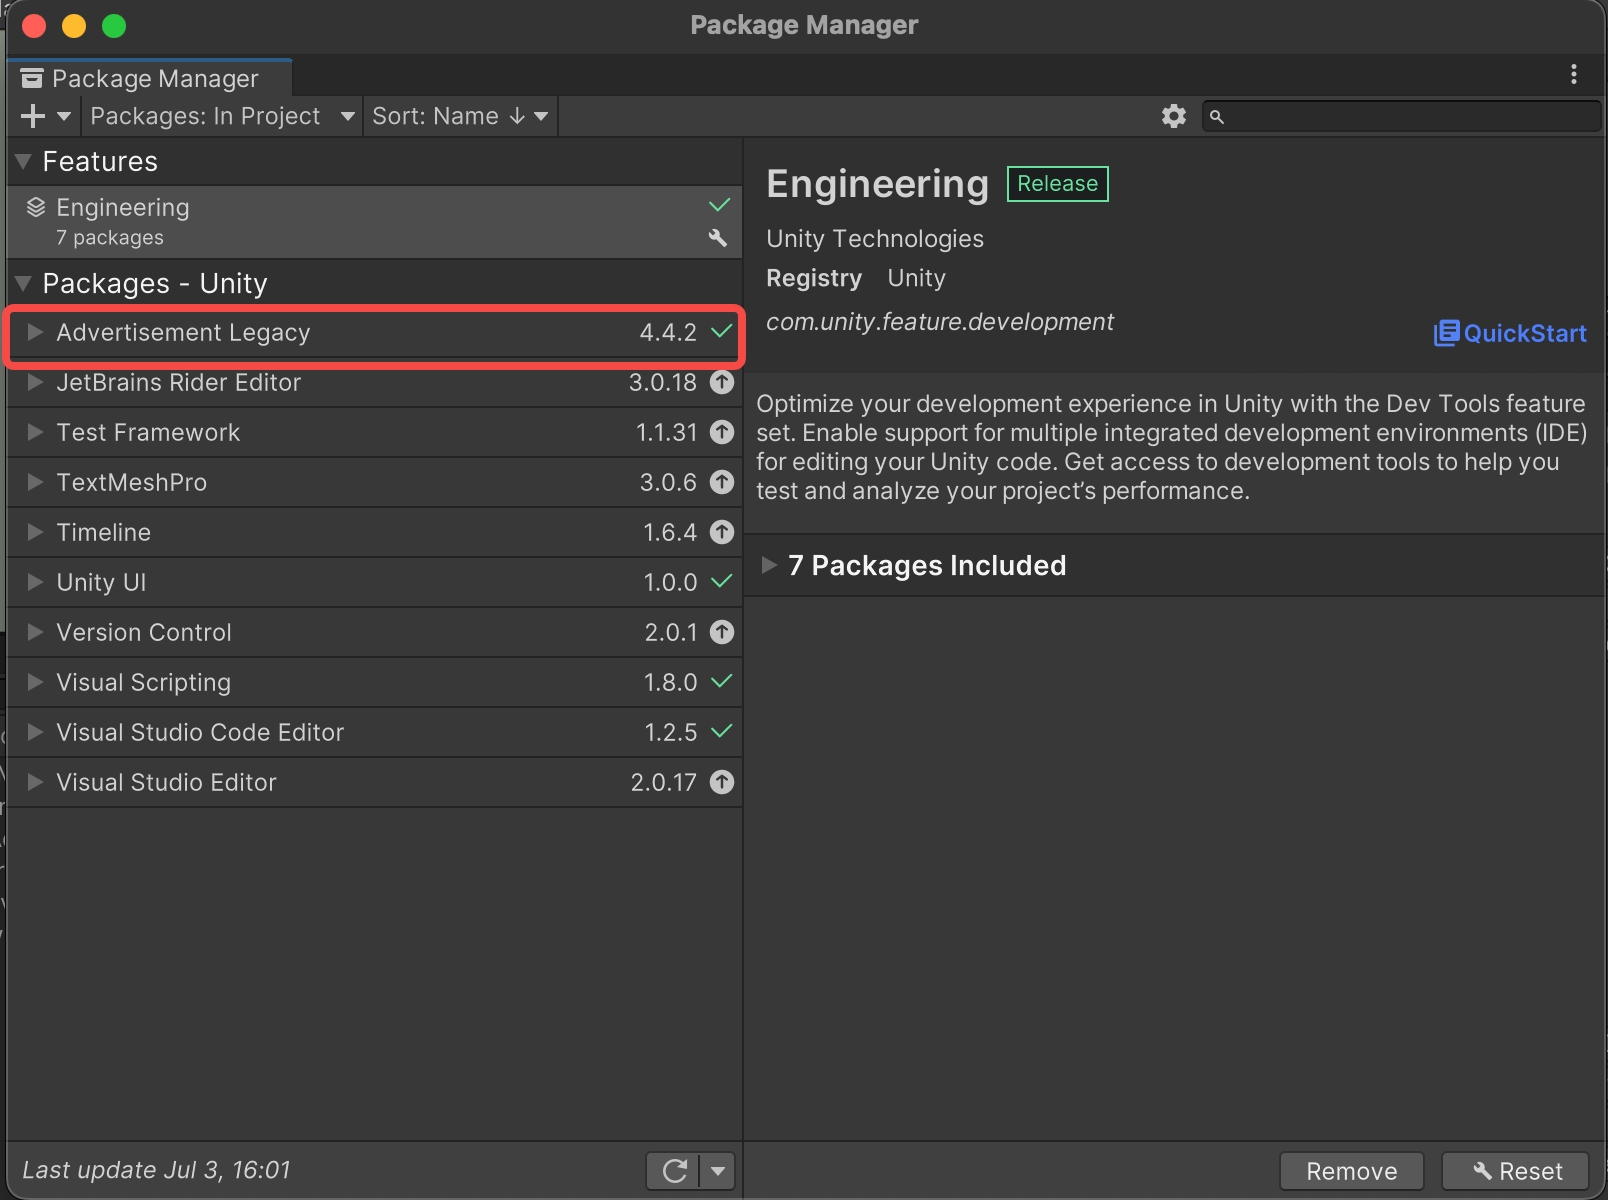 Package Manager
Package Manager
Packages: In Project
Sort: Name ↓
Features
Engineering
7 packages
Packages - Unity
Advertisement Legacy 4.4.2
JetBrains Rider Editor 3.0.18
Test Framework 1.1.31
TextMeshPro 3.0.6
Timeline 1.6.4
Unity UI 1.0.0
Version Control 2.0.1
Visual Scripting 1.8.0
Visual Studio Code Editor 1.2.5
Visual Studio Editor 2.0.17
Last update Jul 3, 16:01
Engineering Release
Unity Technologies
Registry Unity
com.unity.feature.development
QuickStart
Optimize your development experience in Unity with the Dev Tools feature
set. Enable support for multiple integrated development environments (IDE)
for editing your Unity code. Get access to development tools to help you
test and analyze your project’s performance.
7 Packages Included
Remove
Reset